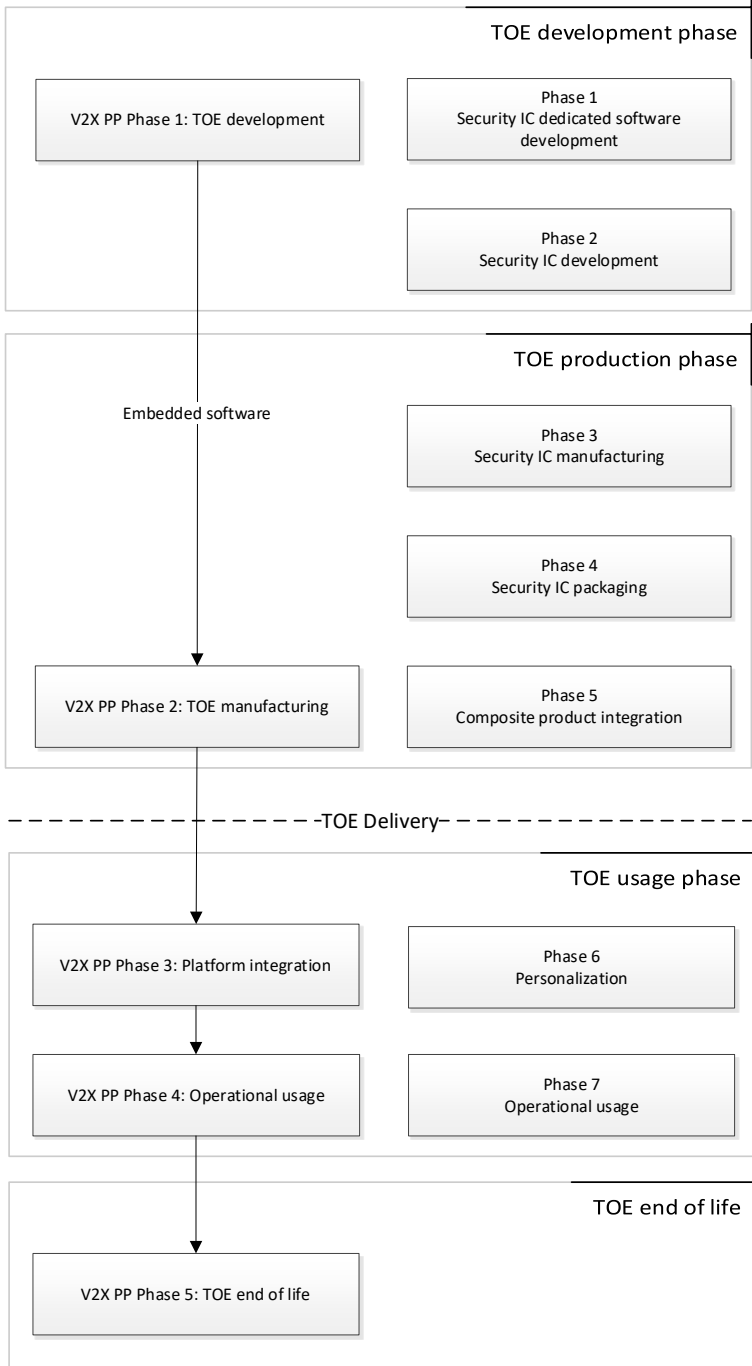 TOE development phase
V2X PP Phase 1: TOE development
Phase 1
Security IC dedicated software
development
Phase 2
Security IC development
TOE production phase
Embedded software
Phase 3
Security IC manufacturing
Phase 4
Security IC packaging
V2X PP Phase 2: TOE manufacturing
Phase 5
Composite product integration
TOE Delivery
TOE usage phase
V2X PP Phase 3: Platform integration
Phase 6
Personalization
V2X PP Phase 4: Operational usage
Phase 7
Operational usage
TOE end of life
V2X PP Phase 5: TOE end of life